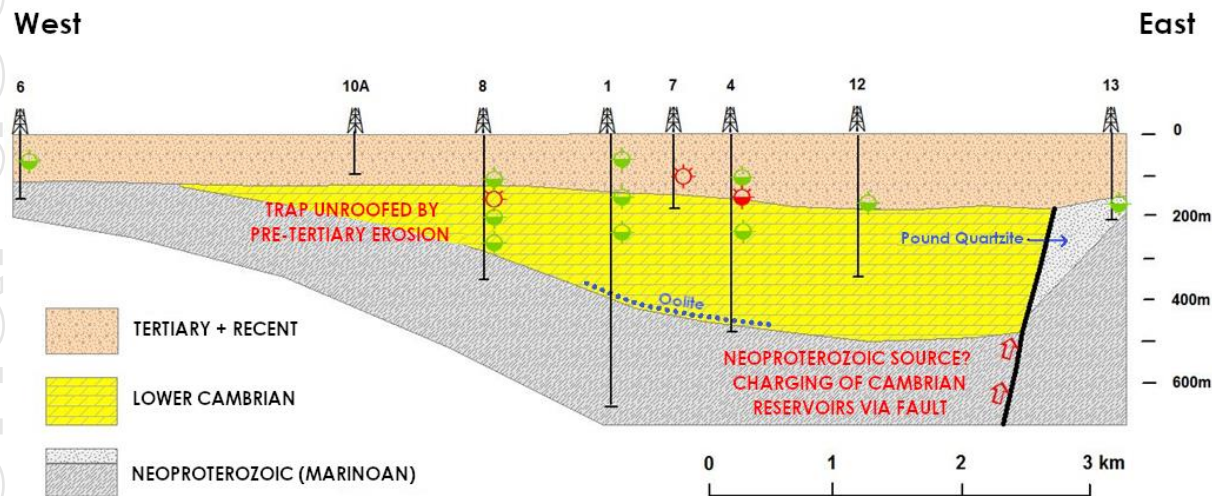 West
East
6
10A
8
1
7
4
12
13
0
200m
400m
600m
TRAP UNROOFED BY
PRE-TERTIARY EROSION
Pound Quartzite
Oolite
NEOPROTEROZOIC SOURCE?
CHARGING OF CAMBRIAN
RESERVOIRS VIA FAULT
TERTIARY + RECENT
LOWER CAMBRIAN
NEOPROTEROZOIC (MARINOAN)
0 1 2 3 km